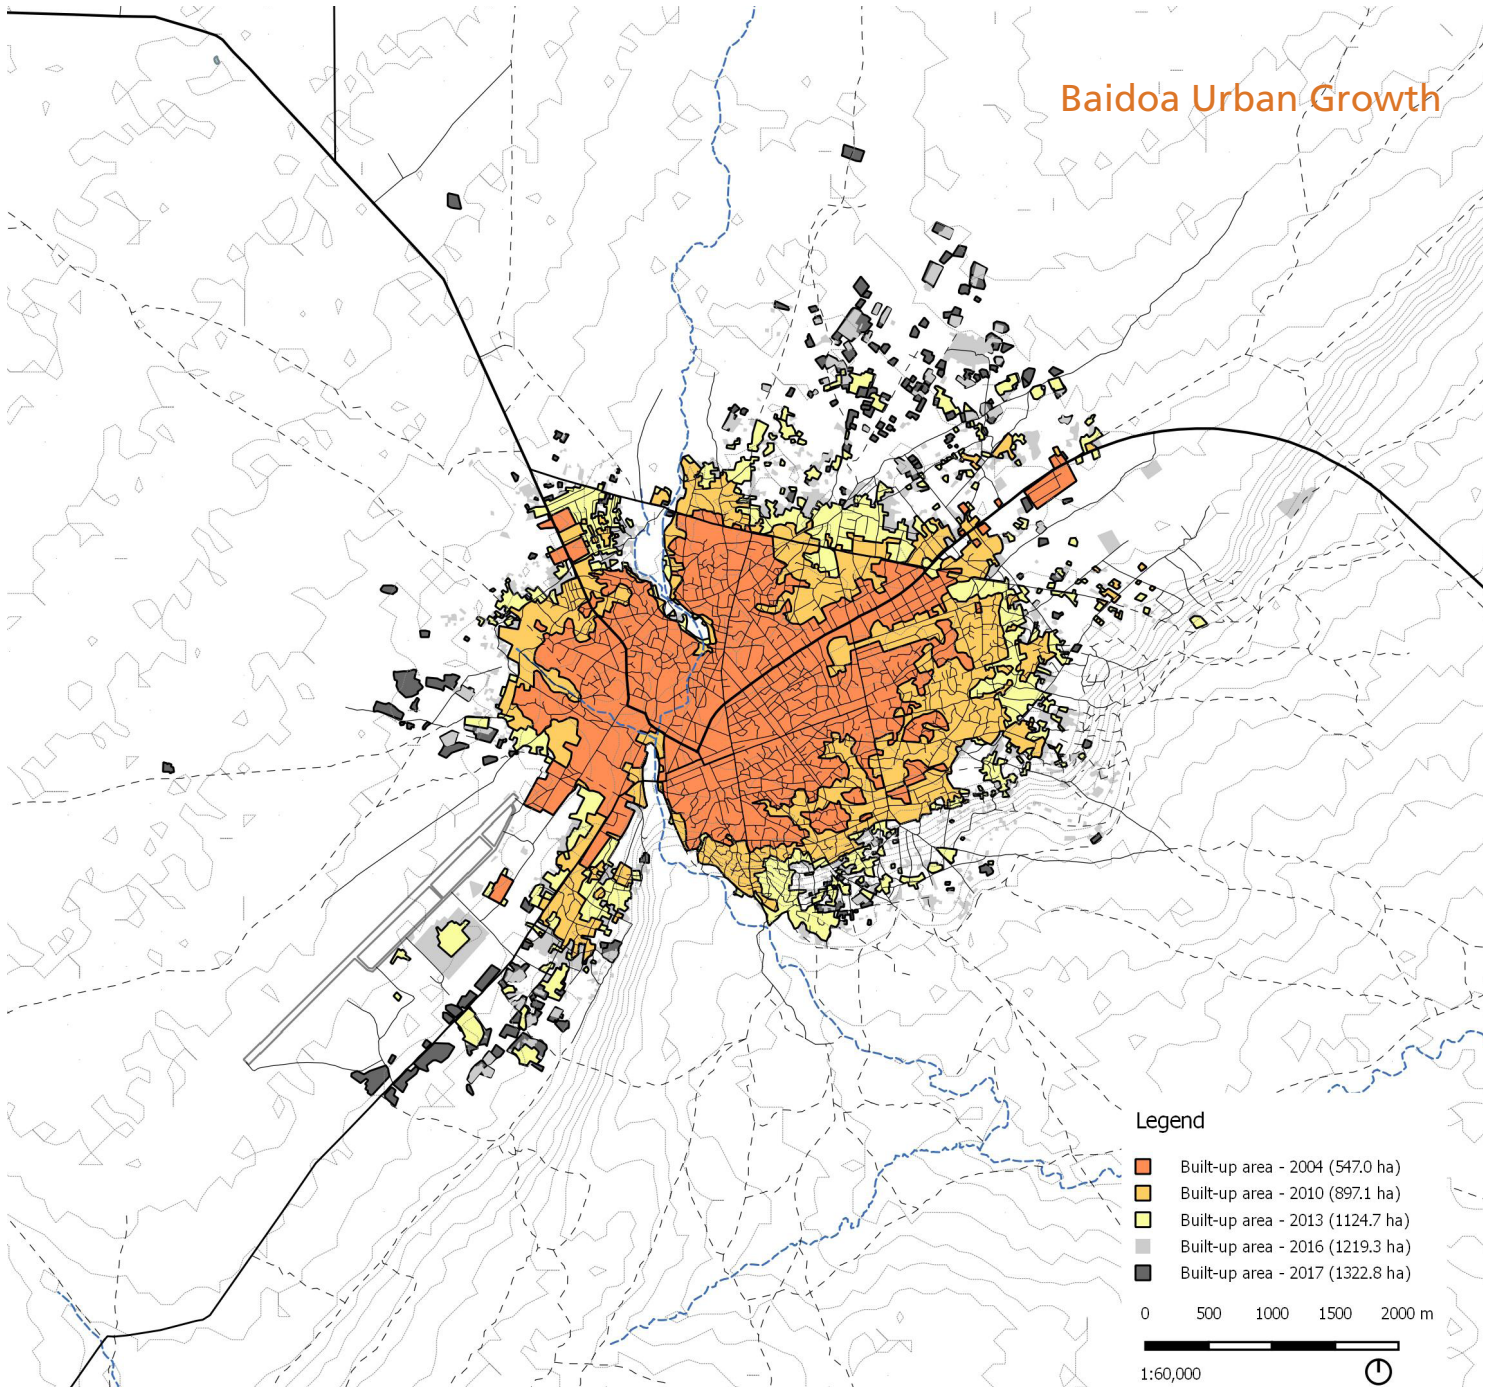 Baidoa Urban Growth
Legend
Built-up area - 2004 (547.0 ha)
Built-up area - 2010 (897.1 ha)
Built-up area - 2013 (1124.7 ha)
Built-up area - 2016 (1219.3 ha)
Built-up area - 2017 (1322.8 ha)
0 500 1000 1500 2000 m
1:60,000